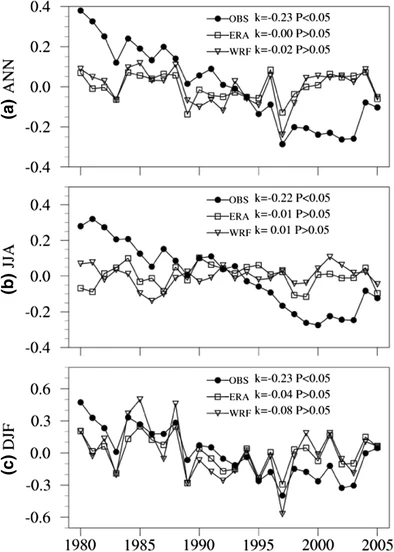 0.4
OBS k=-0.23 P<0.05
ERA k=-0.00 P>0.05
WRF k=-0.02 P>0.05
0.2
(a) ANN
0.0
-0.2
-0.4
0.4
OBS k=-0.22 P<0.05
ERA k=-0.01 P>0.05
WRF k= 0.01 P>0.05
0.2
(b) JJA
0.0
-0.2
-0.4
0.6
OBS k=-0.23 P<0.05
ERA k=-0.04 P>0.05
WRF k=-0.08 P>0.05
0.3
(c) DJF
0.0
-0.3
-0.6
1980 1985 1990 1995 2000 2005